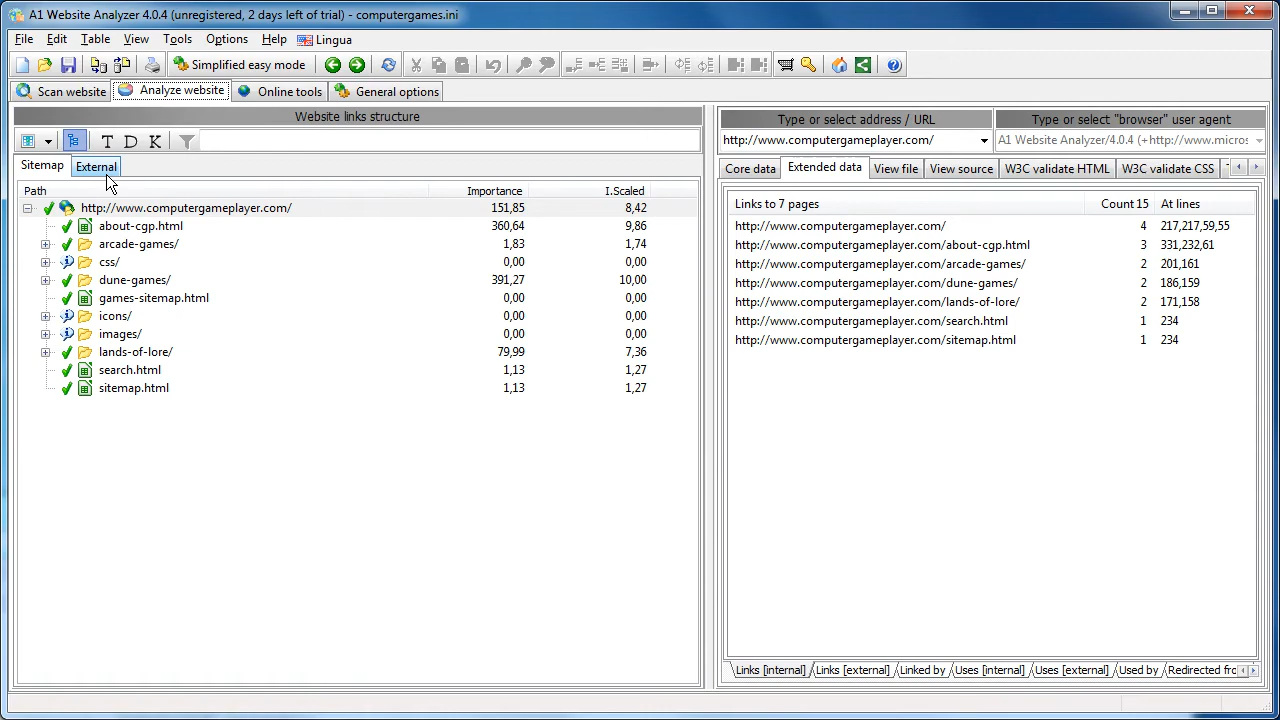 A1 Website Analyzer 4.0.4 (unregistered, 2 days left of trial) - computergames.ini
File Edit Table View Tools Options Help Lingua
Simplified easy mode
Scan website Analyze website Online tools General options
Website links structure
T D K
Sitemap External
Path Importance I.Scaled
http://www.computergameplayer.com/ 151,85 8,42
about-cgp.html 360,64 9,86
arcade-games/ 1,83 1,74
css/ 0,00 0,00
dune-games/ 391,27 10,00
games-sitemap.html 0,00 0,00
icons/ 0,00 0,00
images/ 0,00 0,00
lands-of-lore/ 79,99 7,36
search.html 1,13 1,27
sitemap.html 1,13 1,27
Type or select address / URL Type or select "browser" user agent
http://www.computergameplayer.com/ A1 Website Analyzer/4.0.4 (+http://www.micros
Core data Extended data View file View source W3C validate HTML W3C validate CSS
Links to 7 pages Count 15 At lines
http://www.computergameplayer.com/ 4 217,217,59,55
http://www.computergameplayer.com/about-cgp.html 3 331,232,61
http://www.computergameplayer.com/arcade-games/ 2 201,161
http://www.computergameplayer.com/dune-games/ 2 186,159
http://www.computergameplayer.com/lands-of-lore/ 2 171,158
http://www.computergameplayer.com/search.html 1 234
http://www.computergameplayer.com/sitemap.html 1 234
Links [internal] Links [external] Linked by Uses [internal] Uses [external] Used by Redirected fro